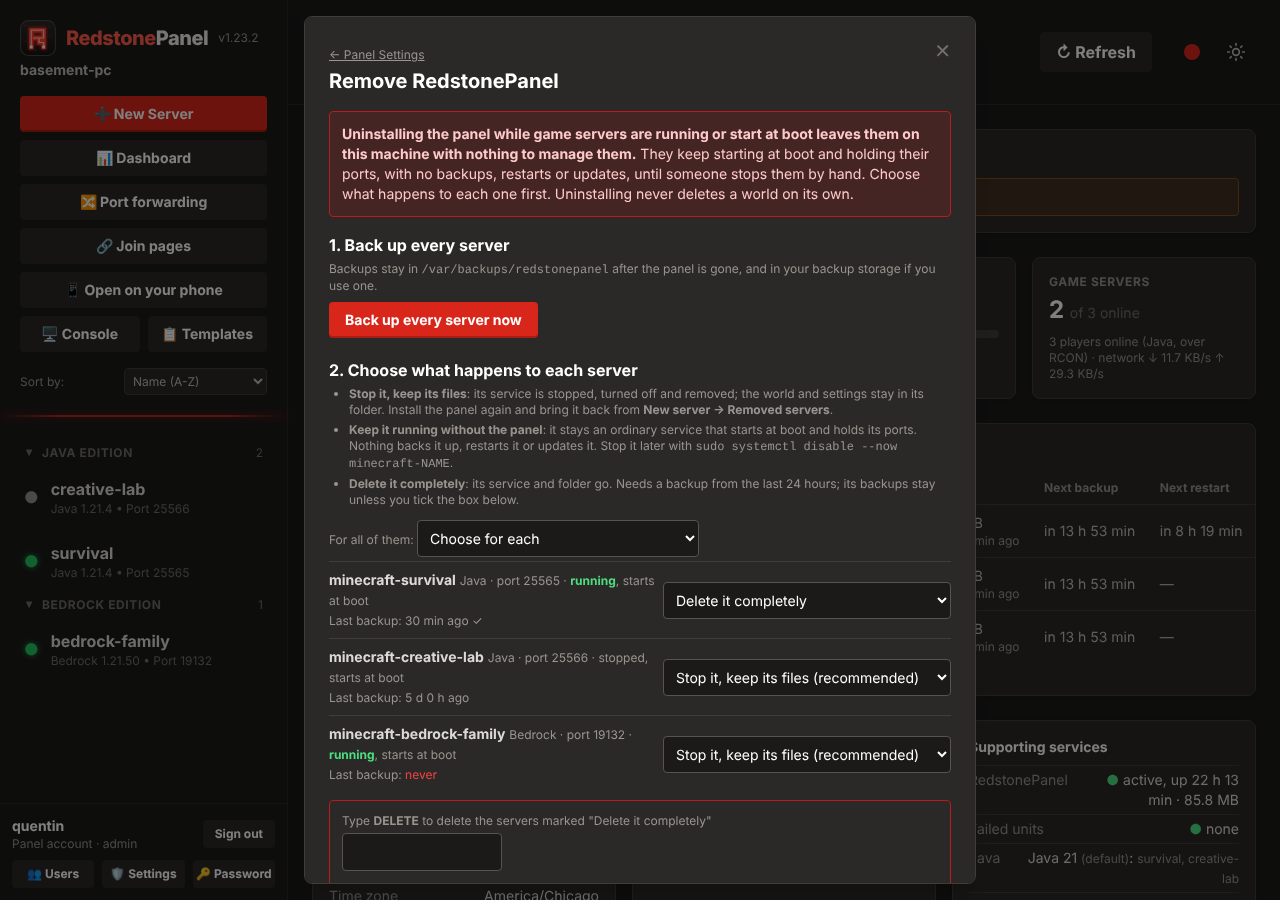 RedstonePanel v1.23.2
basement-pc
➕ New Server
📊 Dashboard
🔀 Port forwarding
🔗 Join pages
📱 Open on your phone
🖥️ Console
📋 Templates
Sort by:
Name (A-Z)
▼ JAVA EDITION 2
creative-lab
Java 1.21.4 • Port 25566
survival
Java 1.21.4 • Port 25565
▼ BEDROCK EDITION 1
bedrock-family
Bedrock 1.21.50 • Port 19132
quentin
Panel account · admin
Sign out
👥 Users
🛡️ Settings
🔑 Password
← Panel Settings
✕
Remove RedstonePanel
Uninstalling the panel while game servers are running or start at boot leaves them on
this machine with nothing to manage them. They keep starting at boot and holding their
ports, with no backups, restarts or updates, until someone stops them by hand. Choose
what happens to each one first. Uninstalling never deletes a world on its own.
1. Back up every server
Backups stay in /var/backups/redstonepanel after the panel is gone, and in your backup storage if you
use one.
Back up every server now
2. Choose what happens to each server
• Stop it, keep its files: its service is stopped, turned off and removed; the world and settings stay in its
folder. Install the panel again and bring it back from New server → Removed servers.
• Keep it running without the panel: it stays an ordinary service that starts at boot and holds its ports.
Nothing backs it up, restarts it or updates it. Stop it later with sudo systemctl disable --now
minecraft-NAME.
• Delete it completely: its service and folder go. Needs a backup from the last 24 hours; its backups stay
unless you tick the box below.
For all of them: Choose for each
minecraft-survival Java · port 25565 · running, starts
at boot
Last backup: 30 min ago ✓
Delete it completely
minecraft-creative-lab Java · port 25566 · stopped,
starts at boot
Last backup: 5 d 0 h ago
Stop it, keep its files (recommended)
minecraft-bedrock-family Bedrock · port 19132 ·
running, starts at boot
Last backup: never
Stop it, keep its files (recommended)
Type DELETE to delete the servers marked "Delete it completely"
↻ Refresh
GAME SERVERS
2 of 3 online
3 players online (Java, over
RCON) · network ↓ 11.7 KB/s ↑
29.3 KB/s
Next backup
Next restart
min ago
in 13 h 53 min
in 8 h 19 min
min ago
in 13 h 53 min
—
min ago
in 13 h 53 min
—
Supporting services
RedstonePanel
active, up 22 h 13
min · 85.8 MB
ailed units
none
ava
Java 21 (default): survival, creative-
lab
Time zone
America/Chicago